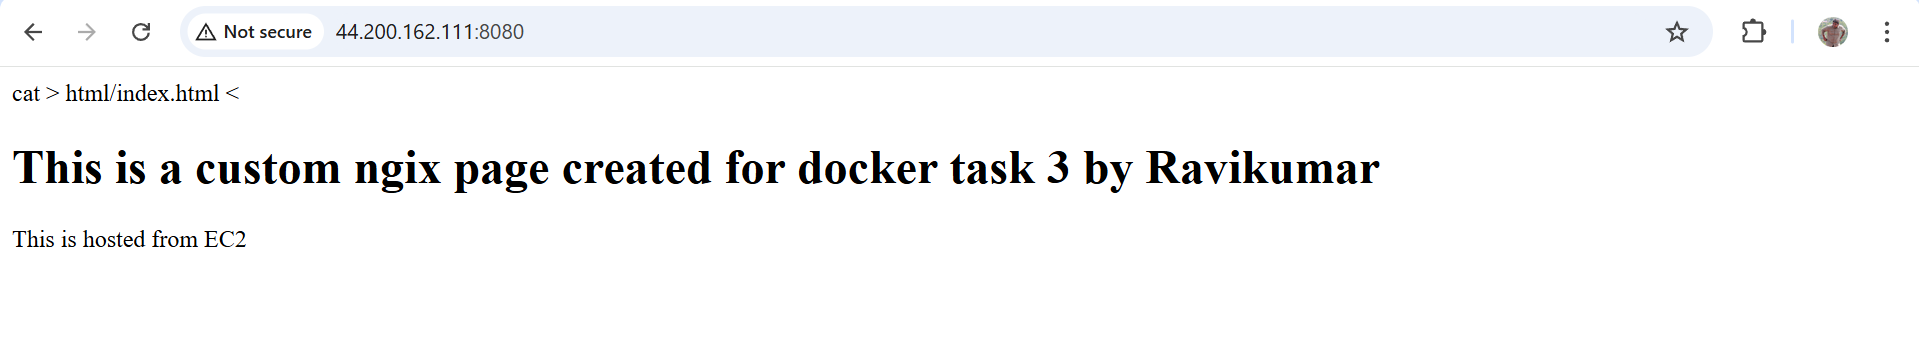 Not secure 44.200.162.111:8080
cat > html/index.html <
This is a custom ngix page created for docker task 3 by Ravikumar
This is hosted from EC2